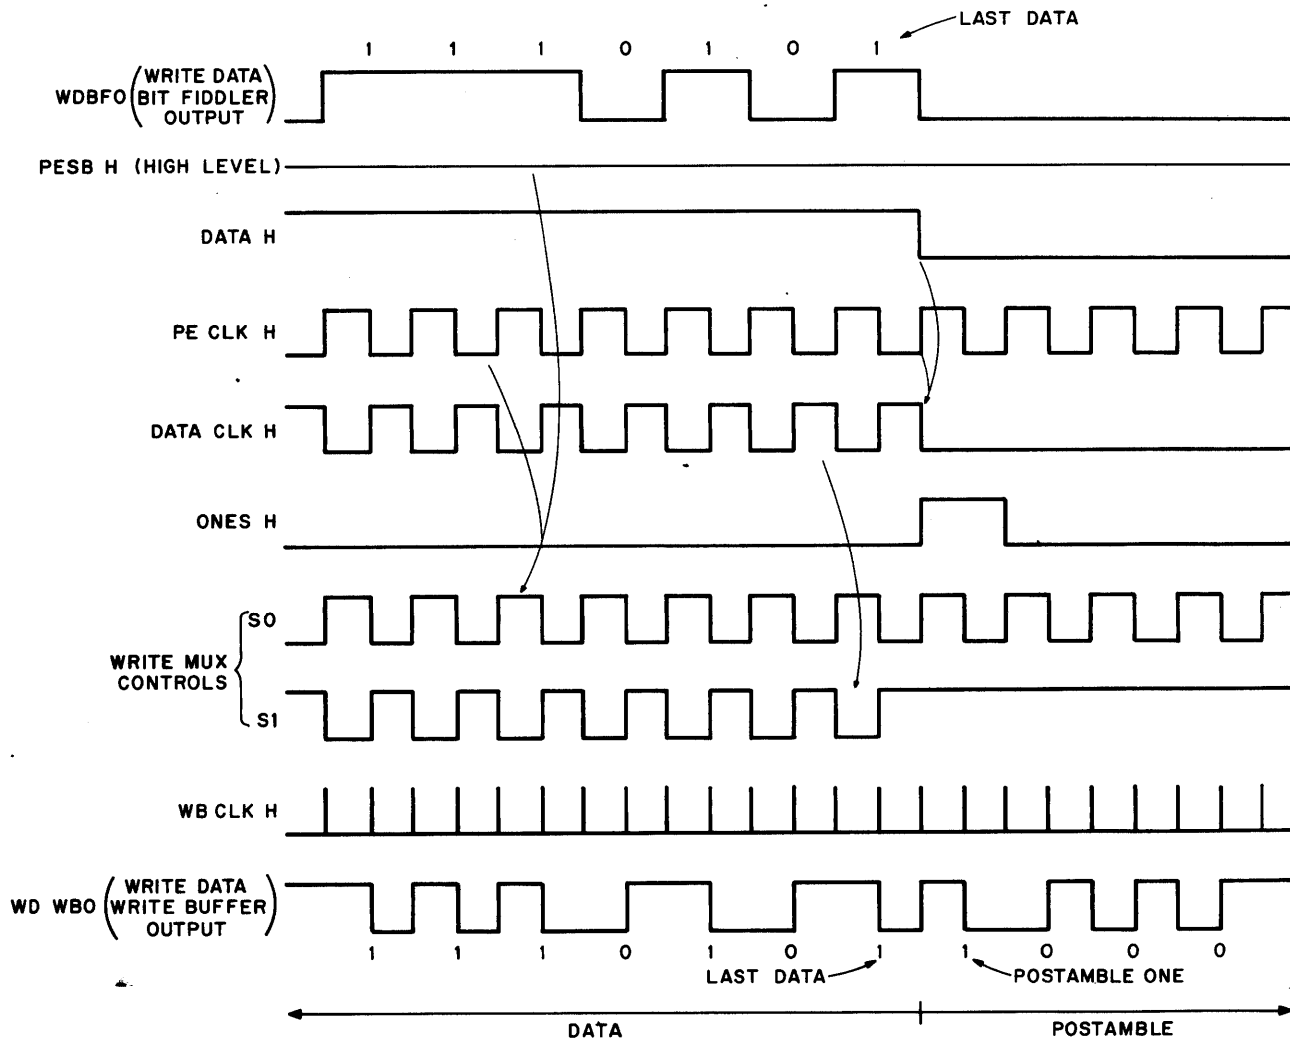 LAST DATA
1 1 1 0 1 0 1
WDBFO (WRITE DATA
BIT FIDDLER
OUTPUT)
PESB H (HIGH LEVEL)
DATA H
PE CLK H
DATA CLK H
ONES H
S0
WRITE MUX
CONTROLS
S1
WB CLK H
WD WBO (WRITE DATA
WRITE BUFFER
OUTPUT)
1 1 1 0 1 0 1 1 0 0 0
LAST DATA
POSTAMBLE ONE
DATA
POSTAMBLE